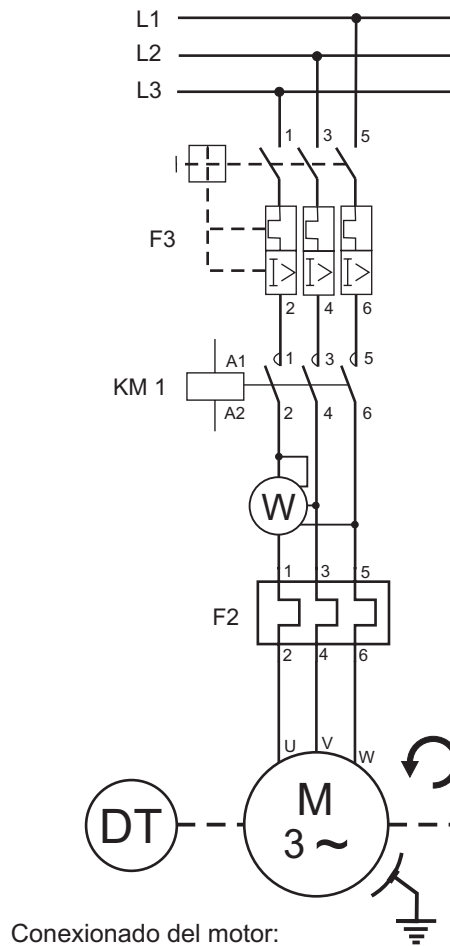 L1
L2
L3
1 3 5
F3
I> I> I>
2 4 6
A1 1 3 5
KM 1
A2 2 4 6
W
1 3 5
F2
2 4 6
U V W
DT
M
3 ~
Conexionado del motor: